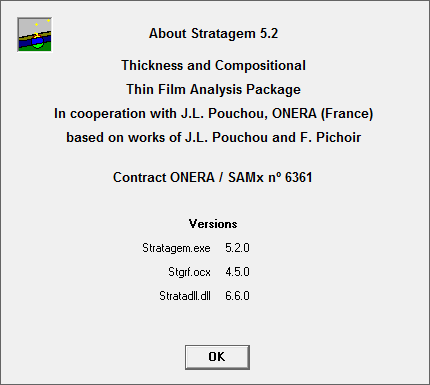 About Stratagem 5.2
Thickness and Compositional
Thin Film Analysis Package
In cooperation with J.L. Pouchou, ONERA (France)
based on works of J.L. Pouchou and F. Pichoir
Contract ONERA / SAMx nº 6361
Versions
Stratagem.exe 5.2.0
Stgrf.ocx 4.5.0
Stratadll.dll 6.6.0
OK